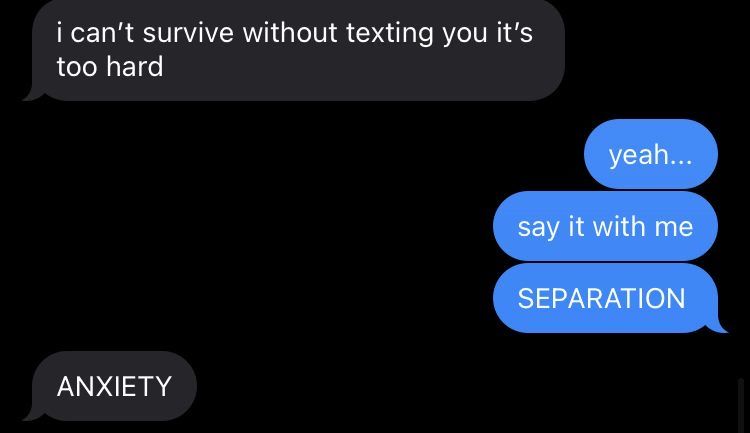 i can’t survive without texting you it’s
too hard
yeah...
say it with me
SEPARATION
ANXIETY